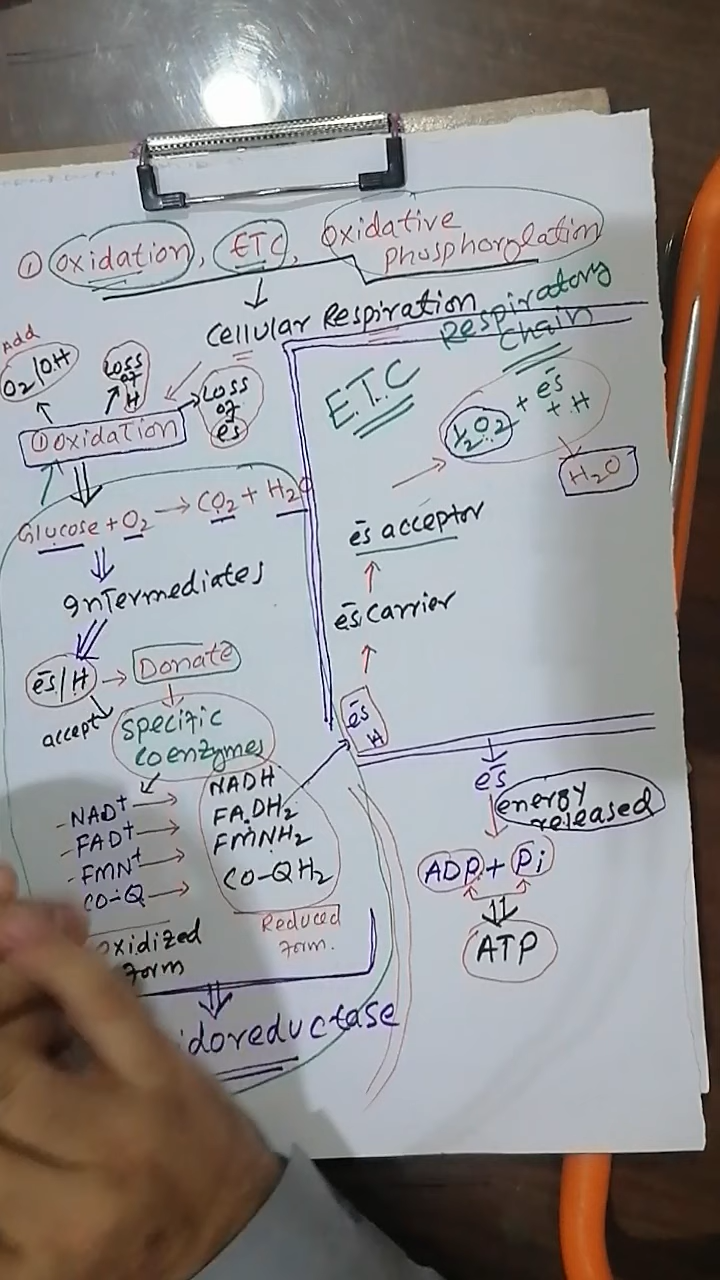 ① Oxidation, ETC, Oxidative
phosphorylation
Cellular Respiration
Add
O2/OH
Loss
of
H
Loss
of
ēs
① Oxidation
Glucose + O2 → CO2 + H2O
Intermediates
ēs/H → Donate
accept
specific
coenzymes
- NAD+ → NADH
- FAD+ → FADH2
- FMN+ → FMNH2
CO-Q → CO-QH2
oxidized
form
Reduced
form.
idoreductase
Respiratory
chain
E.T.C
½O2 + ēs
+ H
H2O
ēs acceptor
ēs carrier
ēs
H
ēs
energy
released
ADP + Pi
ATP